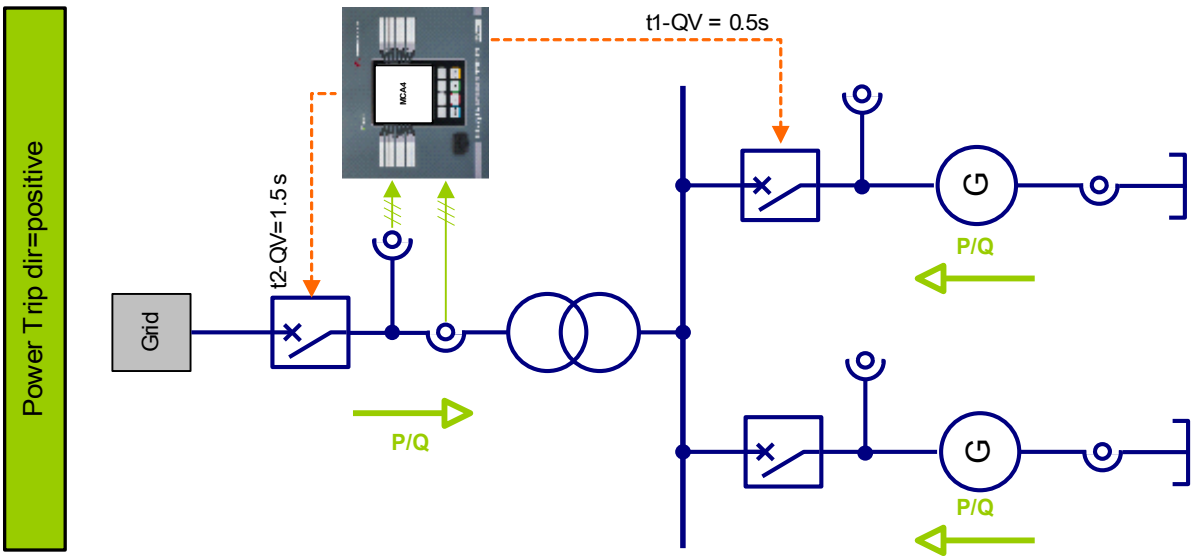 Power Trip dir=positive
t1-QV = 0.5s
MCA4
t2-QV=1.5 s
Grid
P/Q
G
P/Q
G
P/Q